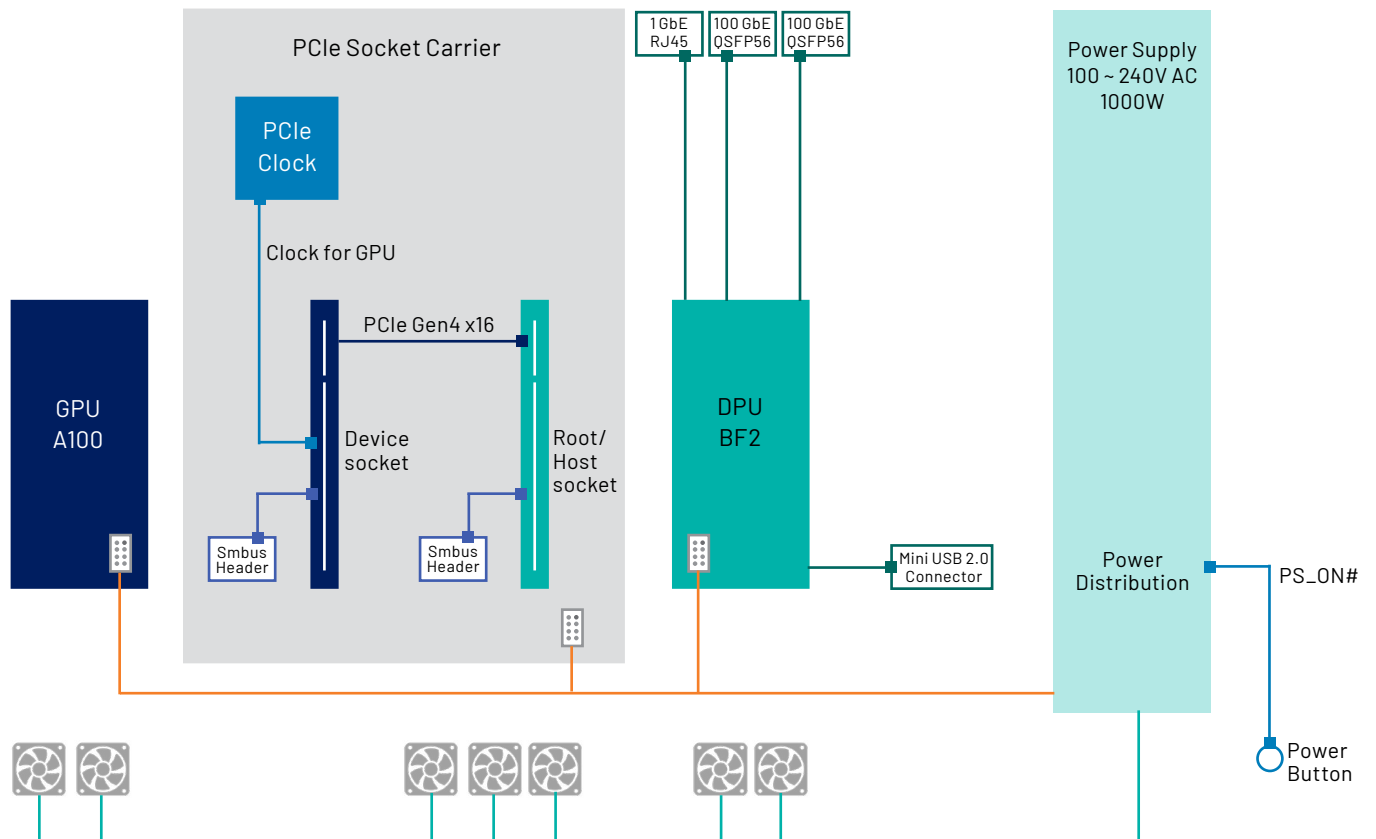 1 GbE
RJ45
100 GbE
QSFP56
100 GbE
QSFP56
PCIe Socket Carrier
Power Supply
100 ~ 240V AC
1000W
PCIe
Clock
Clock for GPU
PCIe Gen4 x16
GPU
A100
Device
socket
Root/
Host
socket
DPU
BF2
Smbus
Header
Smbus
Header
Mini USB 2.0
Connector
Power
Distribution
PS_ON#
Power
Button